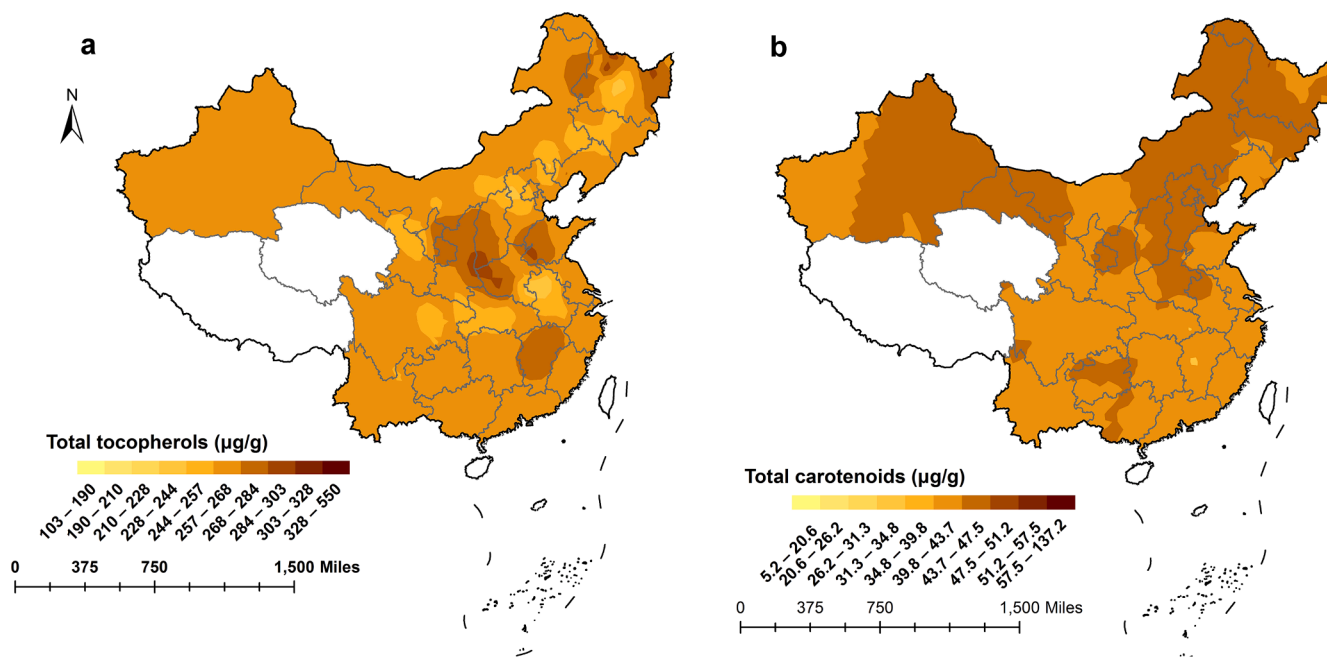 a
N
Total tocopherols (µg/g)
103 – 190
190 – 210
210 – 228
228 – 244
244 – 257
257 – 268
268 – 284
284 – 303
303 – 328
328 – 550
0 375 750 1,500 Miles
b
Total carotenoids (µg/g)
5.2 – 20.6
20.6 – 26.2
26.2 – 31.3
31.3 – 34.8
34.8 – 39.8
39.8 – 43.7
43.7 – 47.5
47.5 – 51.2
51.2 – 57.5
57.5 – 137.2
0 375 750 1,500 Miles